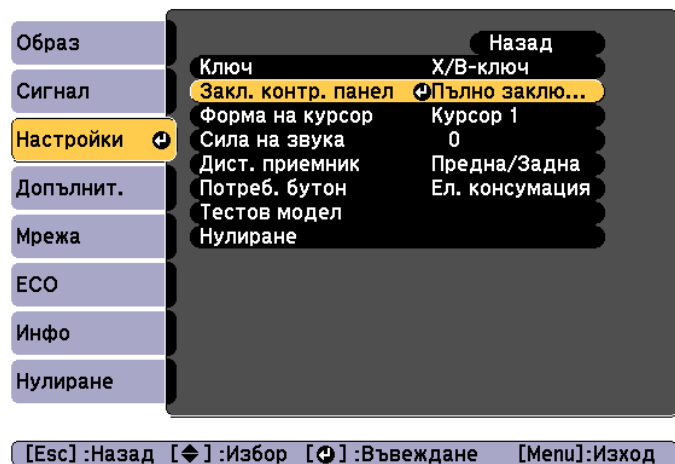 Образ
Сигнал
Настройки
Допълнит.
Мрежа
ECO
Инфо
Нулиране
Назад
Ключ X/B-ключ
Закл. контр. панел Пълно заклю...
Форма на курсор Курсор 1
Сила на звука 0
Дист. приемник Предна/Задна
Потреб. бутон Ел. консумация
Тестов модел
Нулиране
[Esc] :Назад [ ] :Избор [ ] :Въвеждане [Menu]:Изход